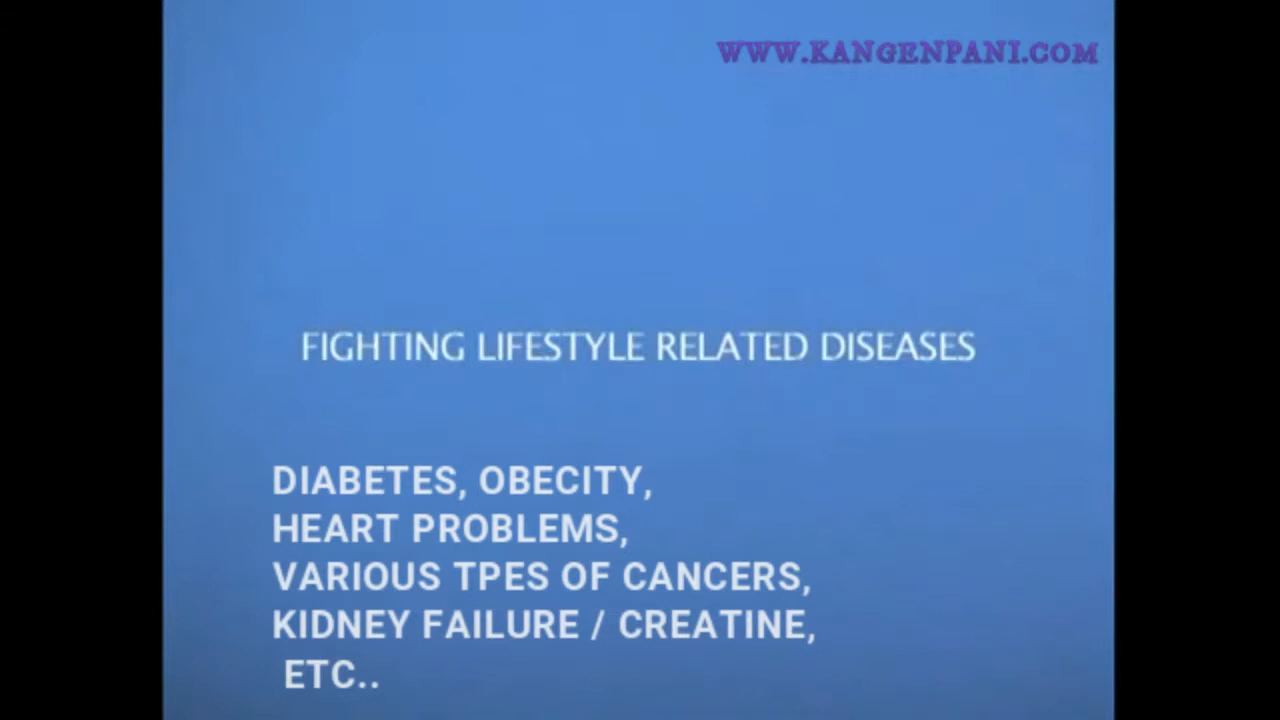 WWW.KANGENPANI.COM
FIGHTING LIFESTYLE RELATED DISEASES
DIABETES, OBECITY,
HEART PROBLEMS,
VARIOUS TPES OF CANCERS,
KIDNEY FAILURE / CREATINE,
ETC..